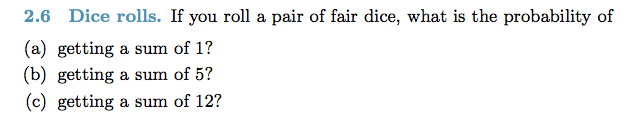 2.6 Dice rolls. If you roll a pair of fair dice, what is the probability of
(a) getting a sum of 1?
(b) getting a sum of 5?
(c) getting a sum of 12?